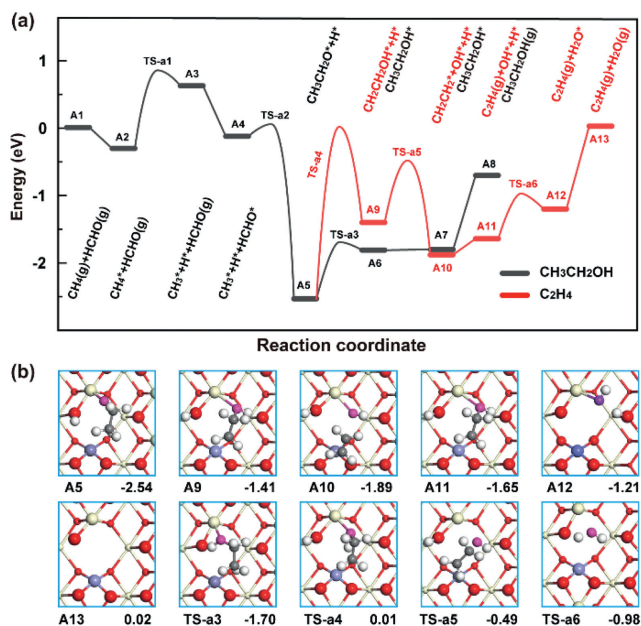 (a)
CH3CH2O*+H*
CH2CH2OH*+H*
CH3CH2OH*
CH2CH2*+OH*+H*
CH3CH2OH*
C2H4(g)+OH*+H*
CH3CH2OH(g)
C2H4(g)+H2O*
C2H4(g)+H2O(g)
1
0
-1
-2
Energy (eV)
A1
A2
TS-a1
A3
A4
TS-a2
A5
TS-a4
TS-a3
A9
A6
TS-a5
A7
A10
A8
A11
TS-a6
A12
A13
CH4(g)+HCHO(g)
CH4*+HCHO(g)
CH3*+H*+HCHO(g)
CH3*+H*+HCHO*
CH3CH2OH
C2H4
Reaction coordinate
(b)
A5 -2.54
A9 -1.41
A10 -1.89
A11 -1.65
A12 -1.21
A13 0.02
TS-a3 -1.70
TS-a4 0.01
TS-a5 -0.49
TS-a6 -0.98